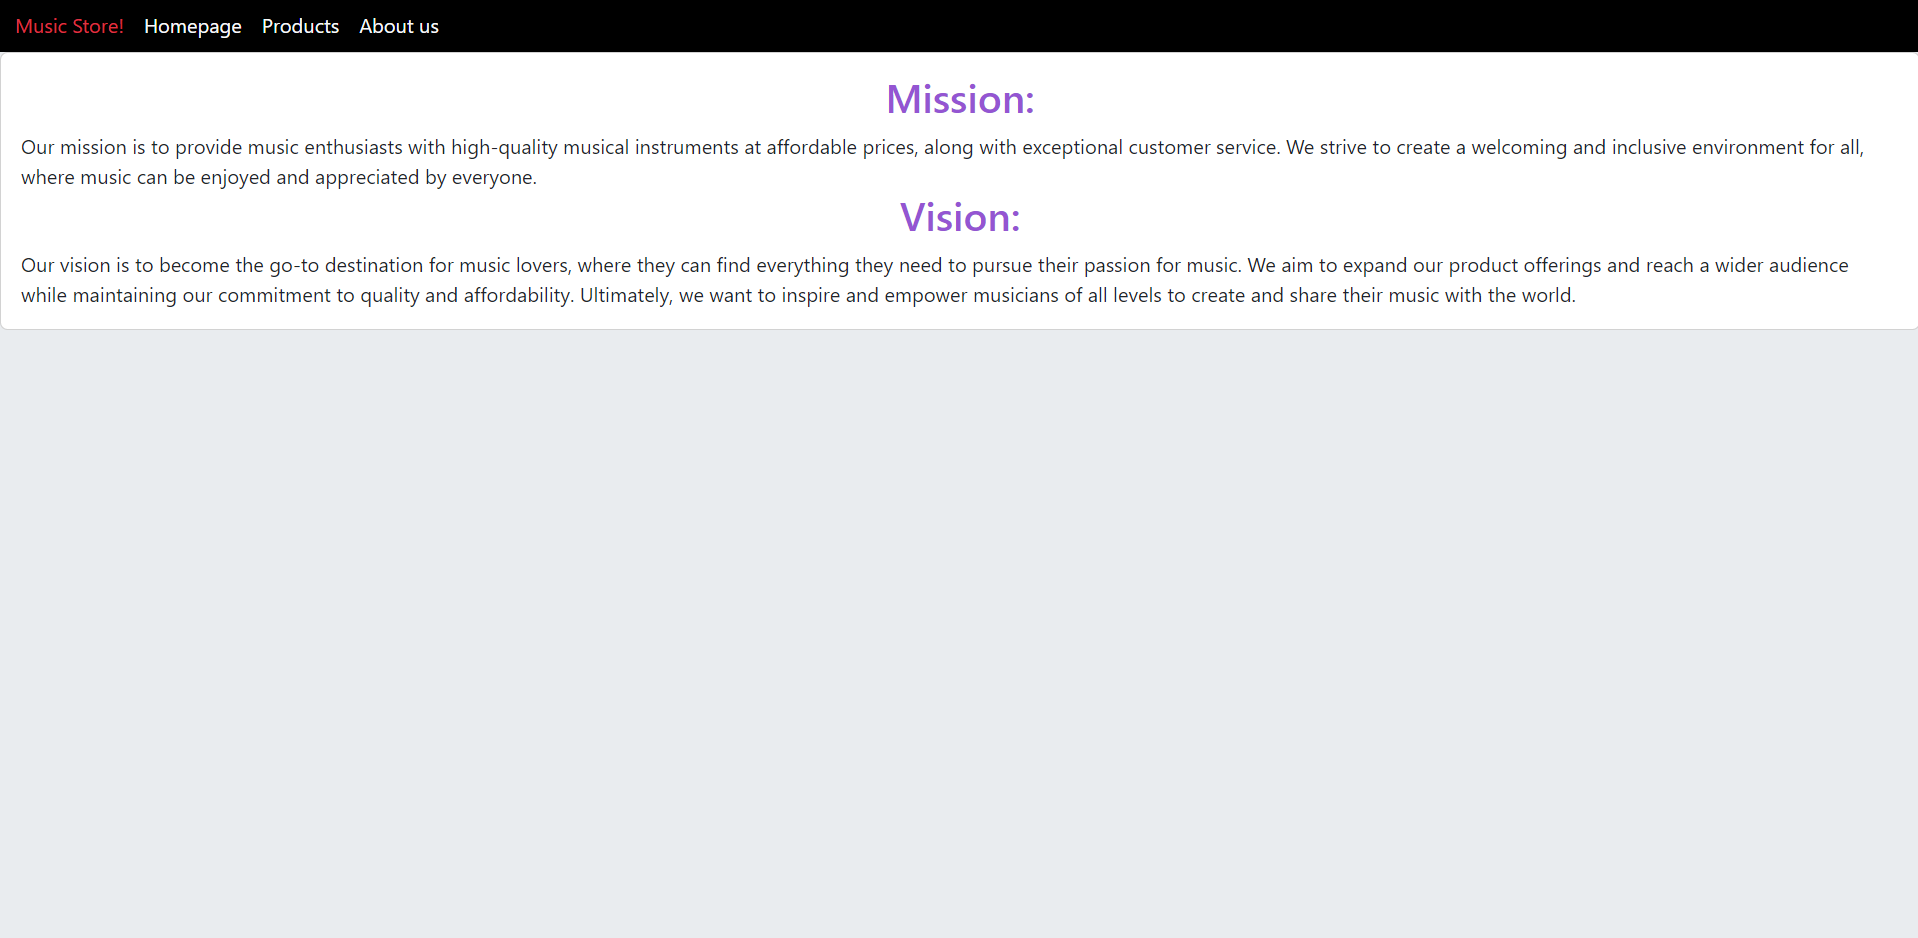 Music Store! Homepage Products About us
Mission:
Our mission is to provide music enthusiasts with high-quality musical instruments at affordable prices, along with exceptional customer service. We strive to create a welcoming and inclusive environment for all,
where music can be enjoyed and appreciated by everyone.
Vision:
Our vision is to become the go-to destination for music lovers, where they can find everything they need to pursue their passion for music. We aim to expand our product offerings and reach a wider audience
while maintaining our commitment to quality and affordability. Ultimately, we want to inspire and empower musicians of all levels to create and share their music with the world.